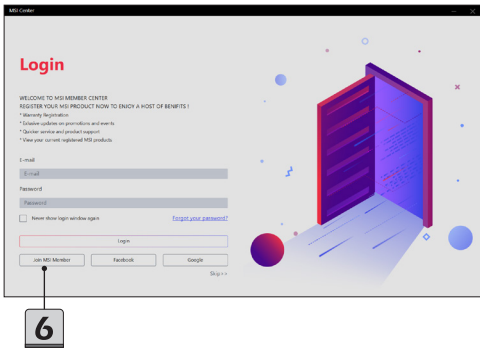 MSI Center
Login
WELCOME TO MSI MEMBER CENTER
REGISTER YOUR MSI PRODUCT NOW TO ENJOY A HOST OF BENIFITS !
* Warranty Registration
* Exlusive updates on promotions and events
* Quicker service and product support
* View your current registered MSI products
E-mail
E-mail
Password
Password
Never show login window again
Forgot your password?
Login
Join MSI Member
Facebook
Google
Skip>>
6